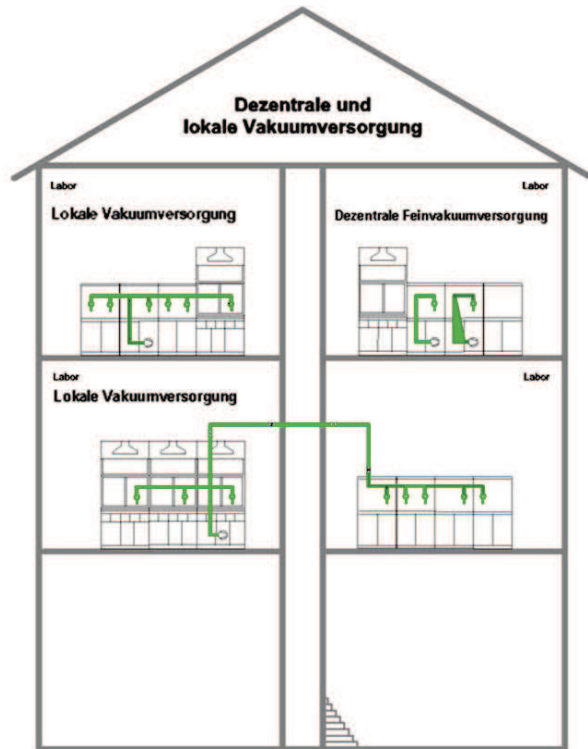 Dezentrale und
lokale Vakuumversorgung
Labor
Lokale Vakuumversorgung
Labor
Dezentrale Feinvakuumversorgung
Labor
Lokale Vakuumversorgung
Labor